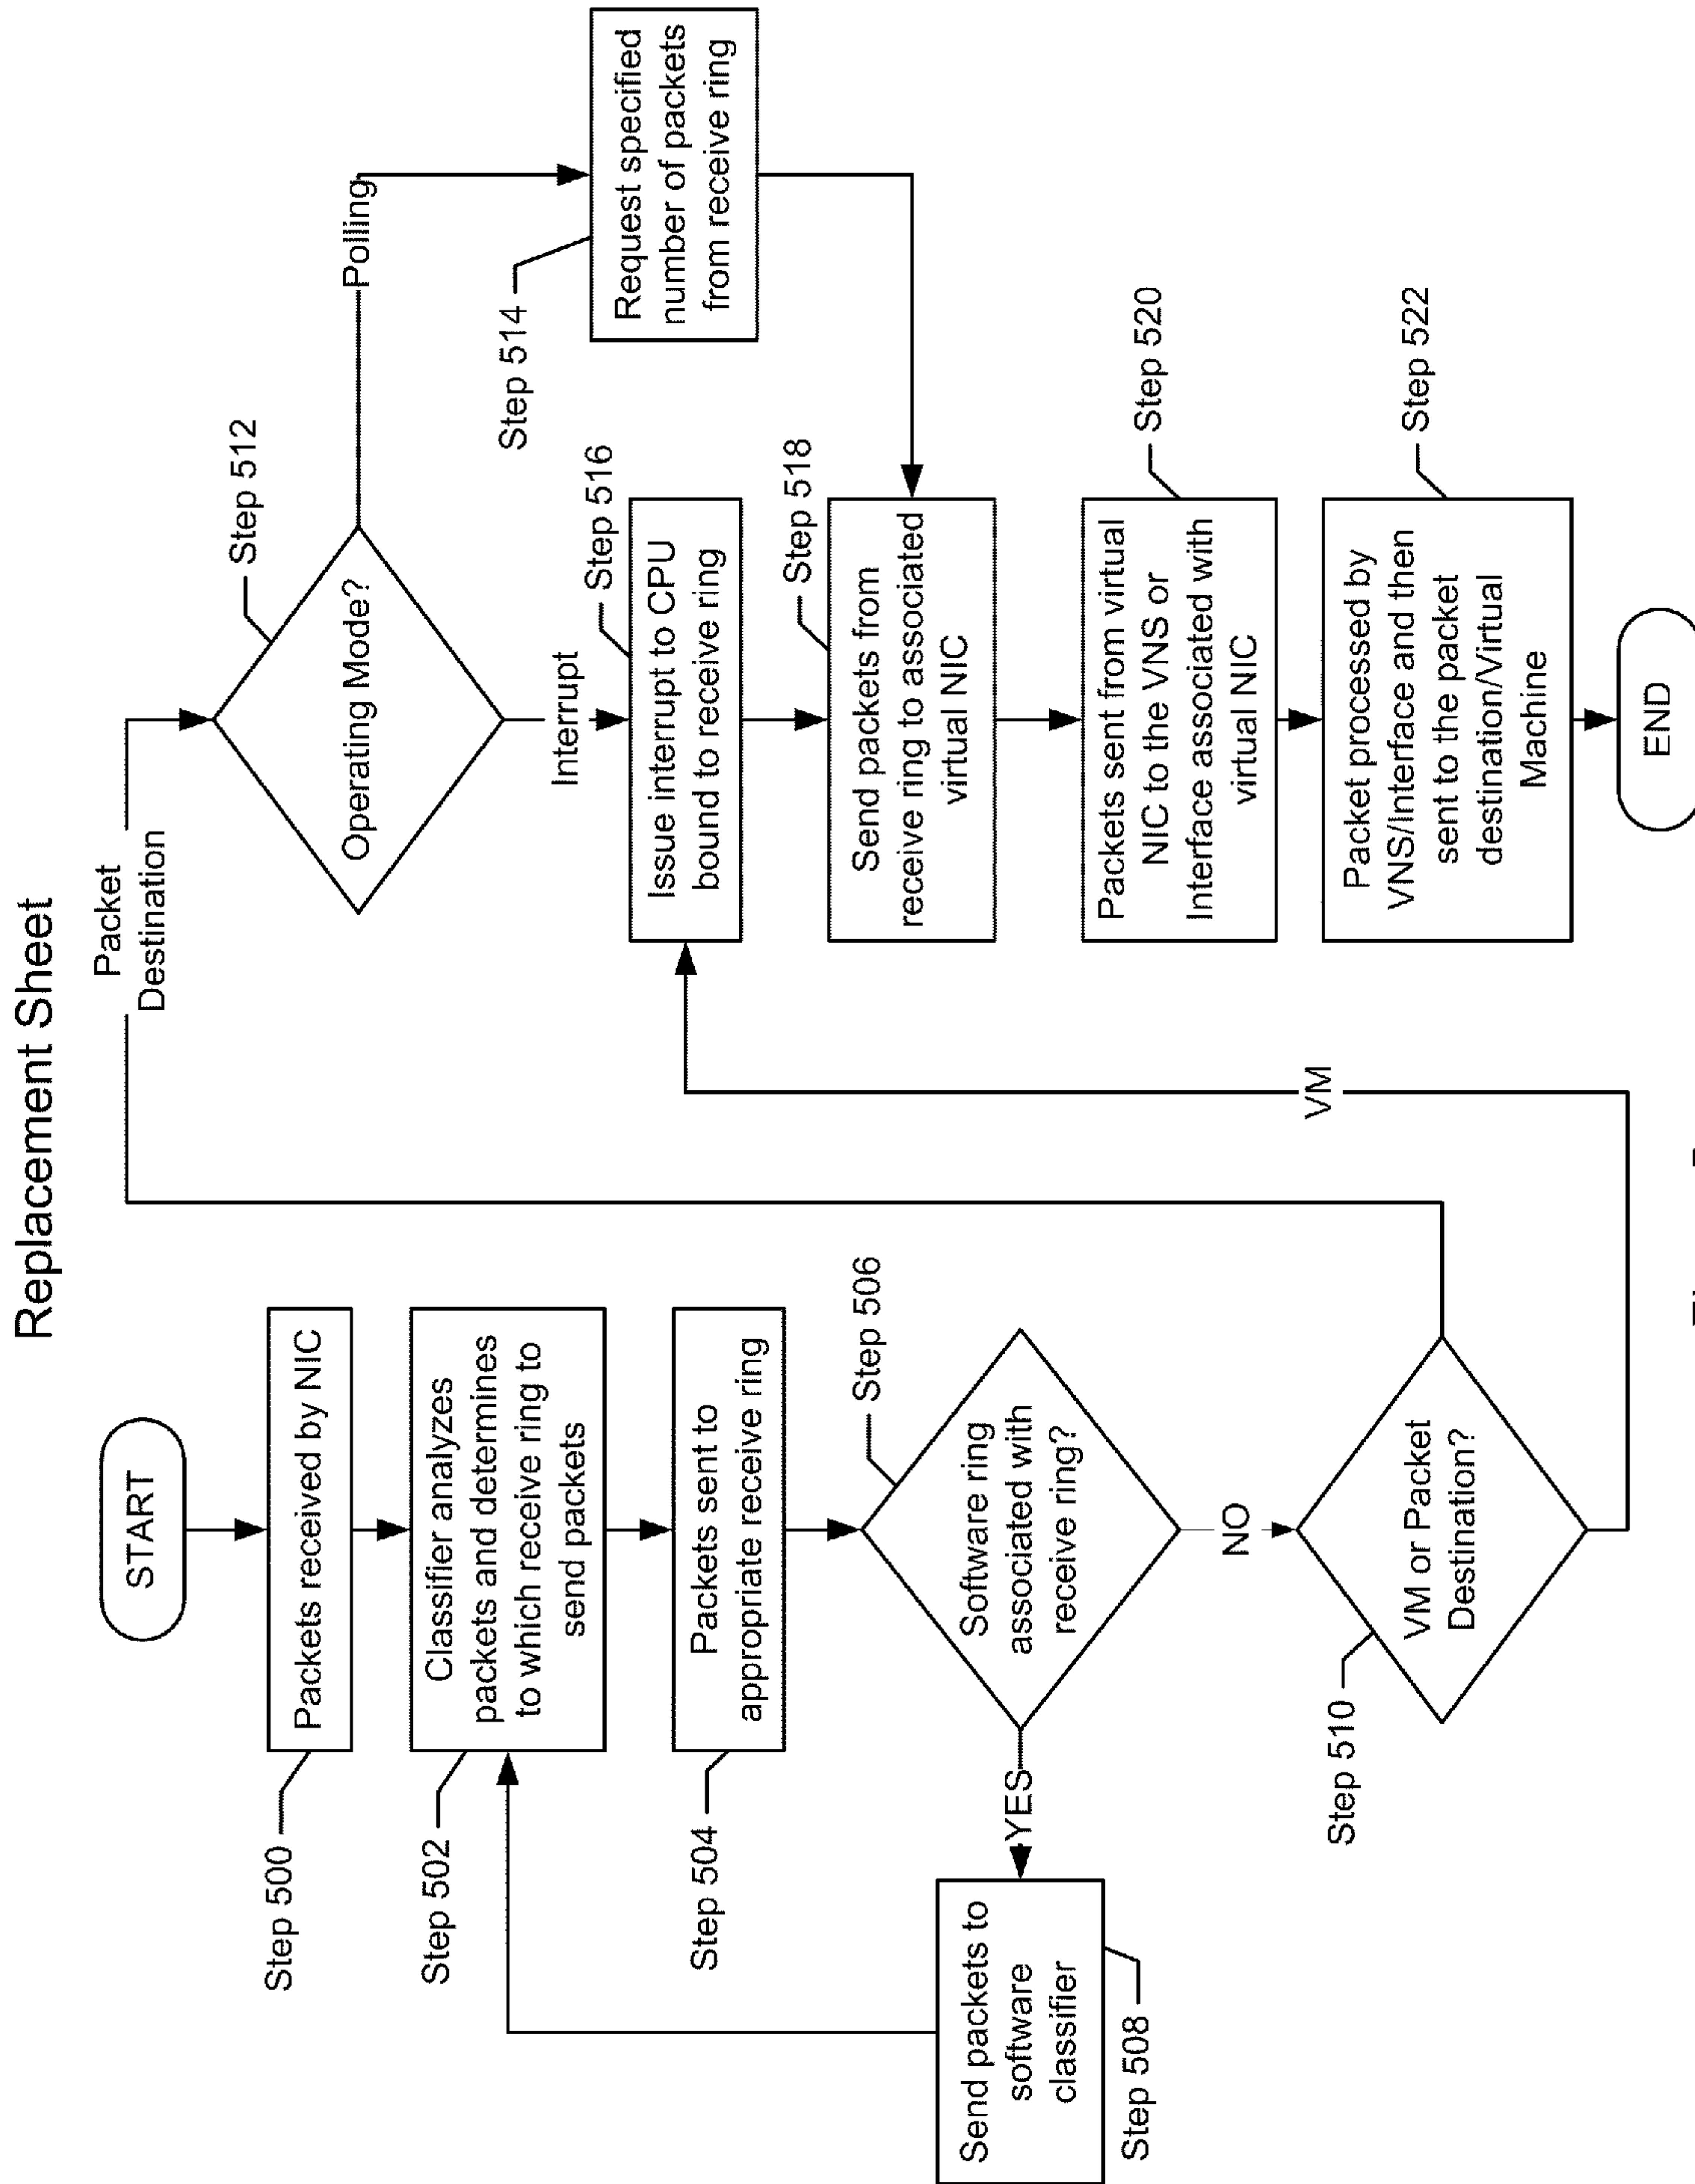 Replacement Sheet
START
Step 500
Packets received by NIC
Step 502
Classifier analyzes
packets and determines
to which receive ring to
send packets
Step 504
Packets sent to
appropriate receive ring
Step 506
Software ring
associated with
receive ring?
YES
Send packets to
software
classifier
Step 508
NO
Step 510
VM or Packet
Destination?
VM
Packet
Destination
Step 512
Operating Mode?
Polling
Interrupt
Step 514
Request specified
number of packets
from receive ring
Step 516
Issue interrupt to CPU
bound to receive ring
Step 518
Send packets from
receive ring to associated
virtual NIC
Step 520
Packets sent from virtual
NIC to the VNS or
Interface associated with
virtual NIC
Step 522
Packet processed by
VNS/Interface and then
sent to the packet
destination/Virtual
Machine
END